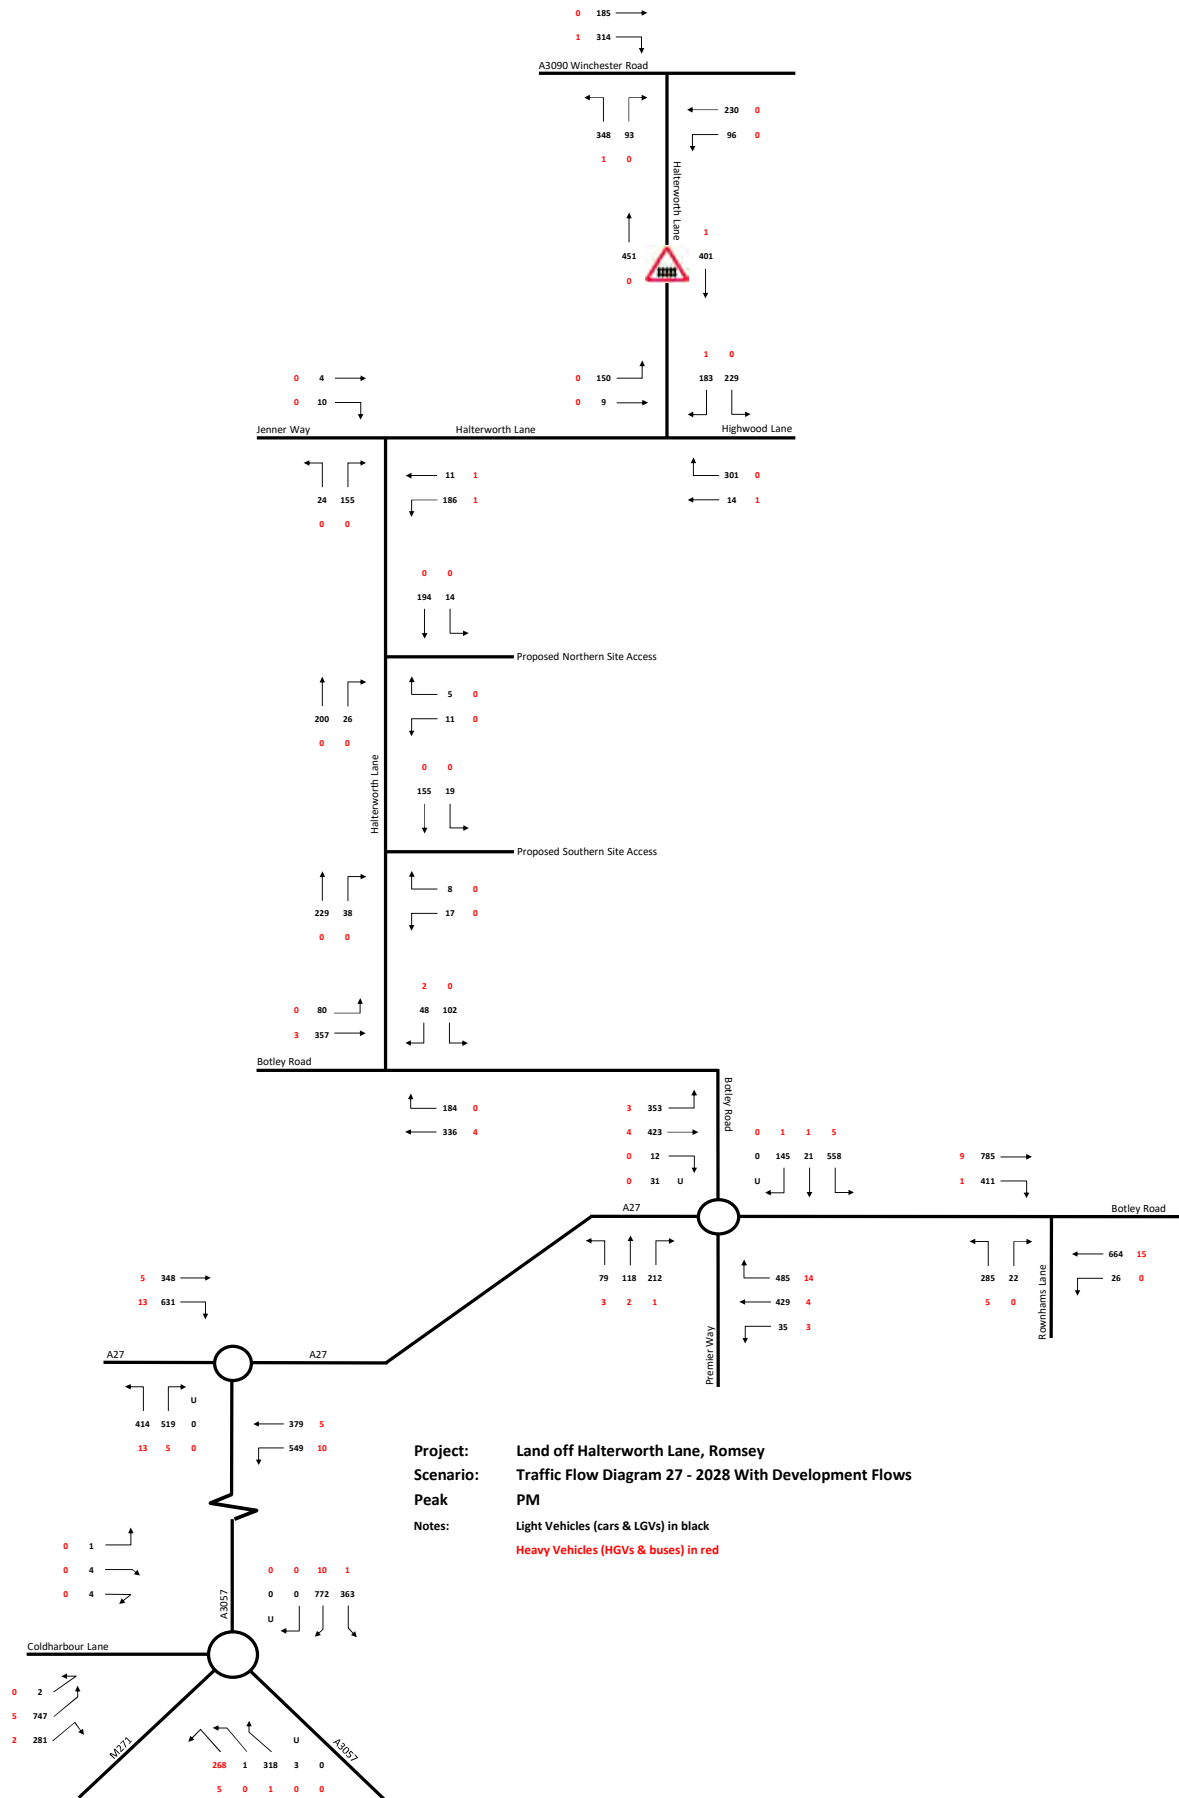 0 185
1 314
A3090 Winchester Road
348 93
1 0
230 0
96 0
Halterworth Lane
451
0
1
401
0 4
0 10
0 150
0 9
1 0
183 229
Jenner Way
Halterworth Lane
Highwood Lane
24 155
0 0
11 1
186 1
301 0
14 1
0 0
194 14
Proposed Northern Site Access
200 26
0 0
5 0
11 0
Halterworth Lane
0 0
155 19
Proposed Southern Site Access
229 38
0 0
8 0
17 0
0 80
3 357
2 0
48 102
Botley Road
184 0
336 4
Botley Road
3 353
4 423
0 12
0 31 U
0 1 1 5
0 145 21 558
U
9 785
1 411
A27
Botley Road
79 118 212
3 2 1
485 14
429 4
35 3
Premier Way
285 22
5 0
Rownhams Lane
664 15
26 0
5 348
13 631
A27
A27
U
414 519 0
13 5 0
379 5
549 10
Project: Land off Halterworth Lane, Romsey
Scenario: Traffic Flow Diagram 27 - 2028 With Development Flows
Peak PM
Notes: Light Vehicles (cars & LGVs) in black
Heavy Vehicles (HGVs & buses) in red
0 1
0 4
0 4
A3057
0 0 10 1
0 0 772 363
U
Coldharbour Lane
0 2
5 747
2 281
M271
U
268 1 318 3 0
5 0 1 0 0
A3057